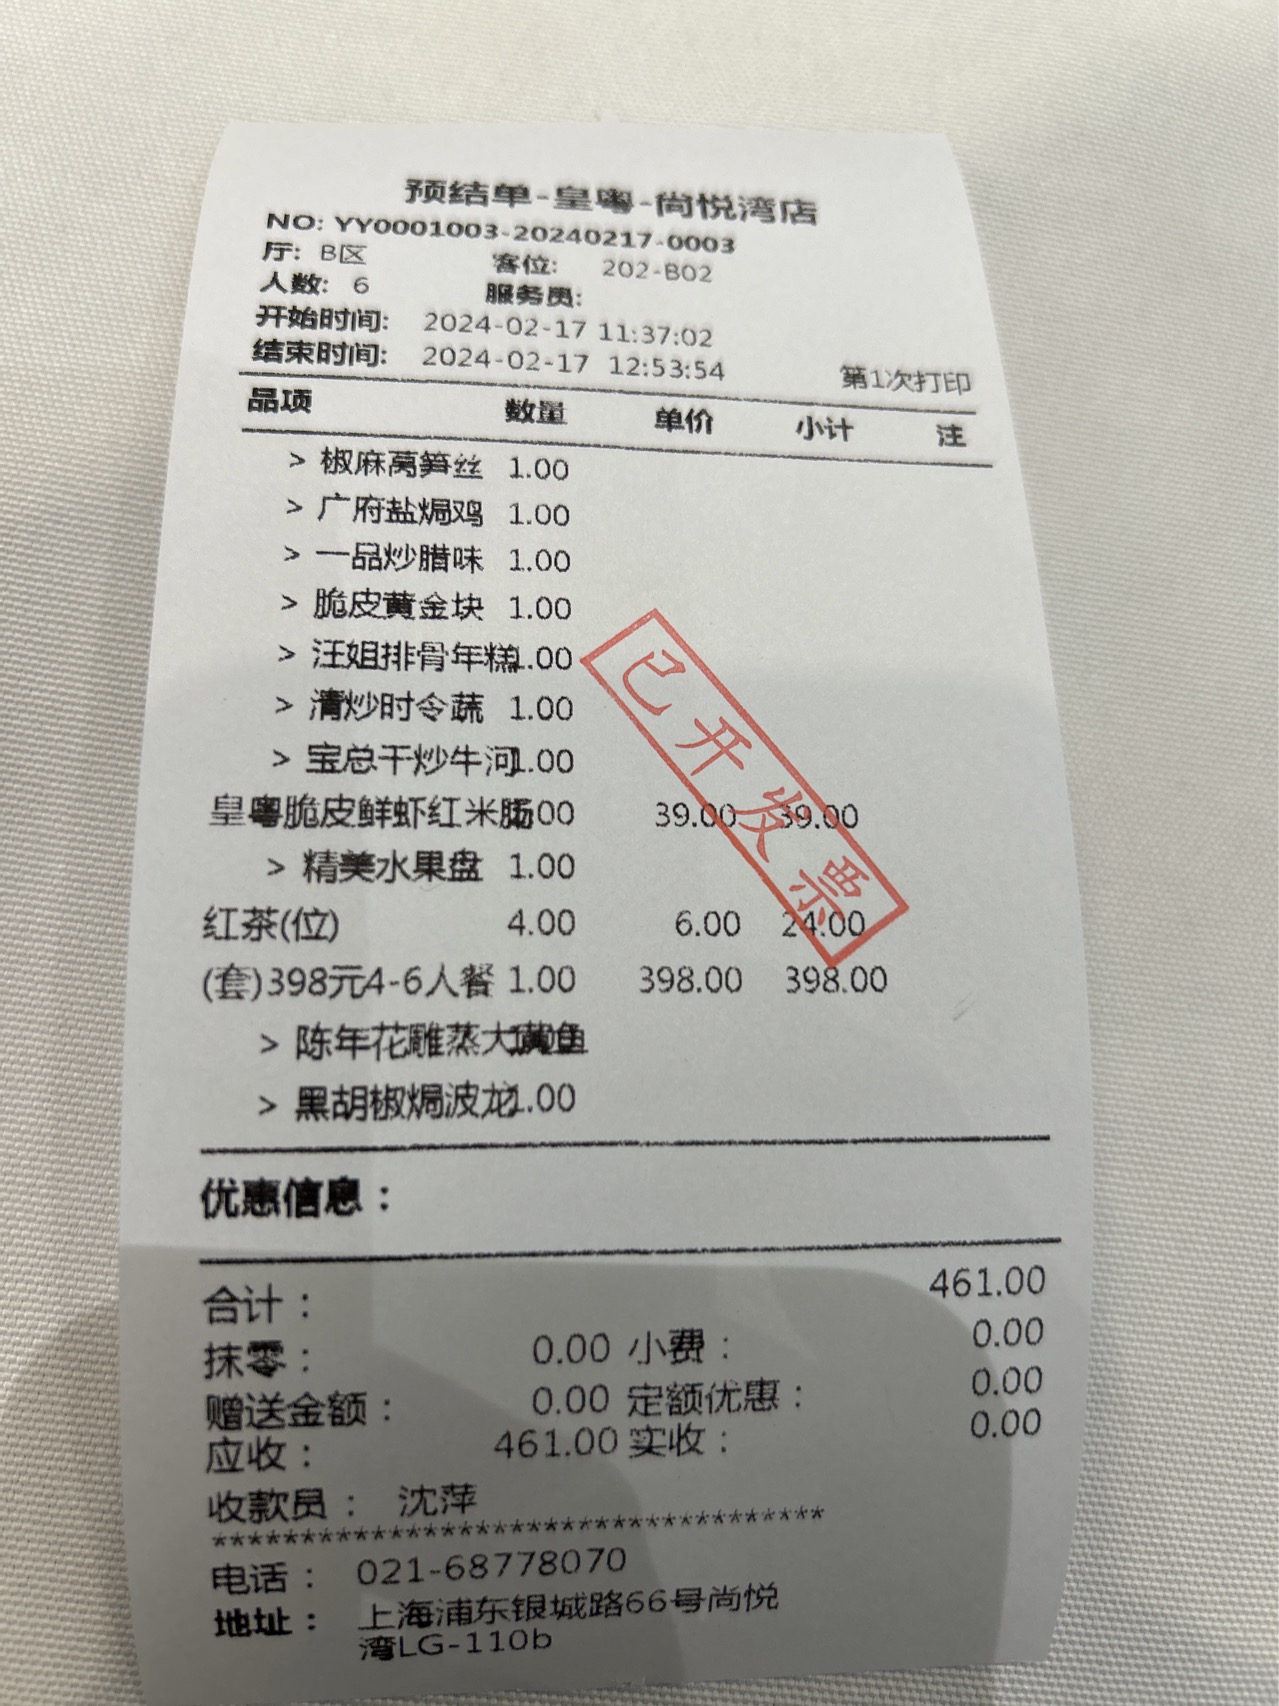 预结单-皇粤-尚悦湾店
NO: YY0001003-20240217-0003
厅: B区 客位: 202-B02
人数: 6 服务员:
开始时间: 2024-02-17 11:37:02
结束时间: 2024-02-17 12:53:54 第1次打印
品项 数量 单价 小计 注
> 椒麻莴笋丝 1.00
> 广府盐焗鸡 1.00
> 一品炒腊味 1.00
> 脆皮黄金块 1.00
> 汪姐排骨年糕1.00
> 清炒时令蔬 1.00
> 宝总干炒牛河1.00
皇粤脆皮鲜虾红米肠 .00 39.00 39.00
> 精美水果盘 1.00
红茶(位) 4.00 6.00 24.00
(套)398元4-6人餐 1.00 398.00 398.00
> 陈年花雕蒸大黄鱼
> 黑胡椒焗波龙1.00
已开发票
优惠信息：
合计： 461.00
抹零： 0.00 小费： 0.00
赠送金额： 0.00 定额优惠： 0.00
应收： 461.00 实收： 0.00
收款员： 沈萍
************************************
电话： 021-68778070
地址： 上海浦东银城路66号尚悦
湾LG-110b